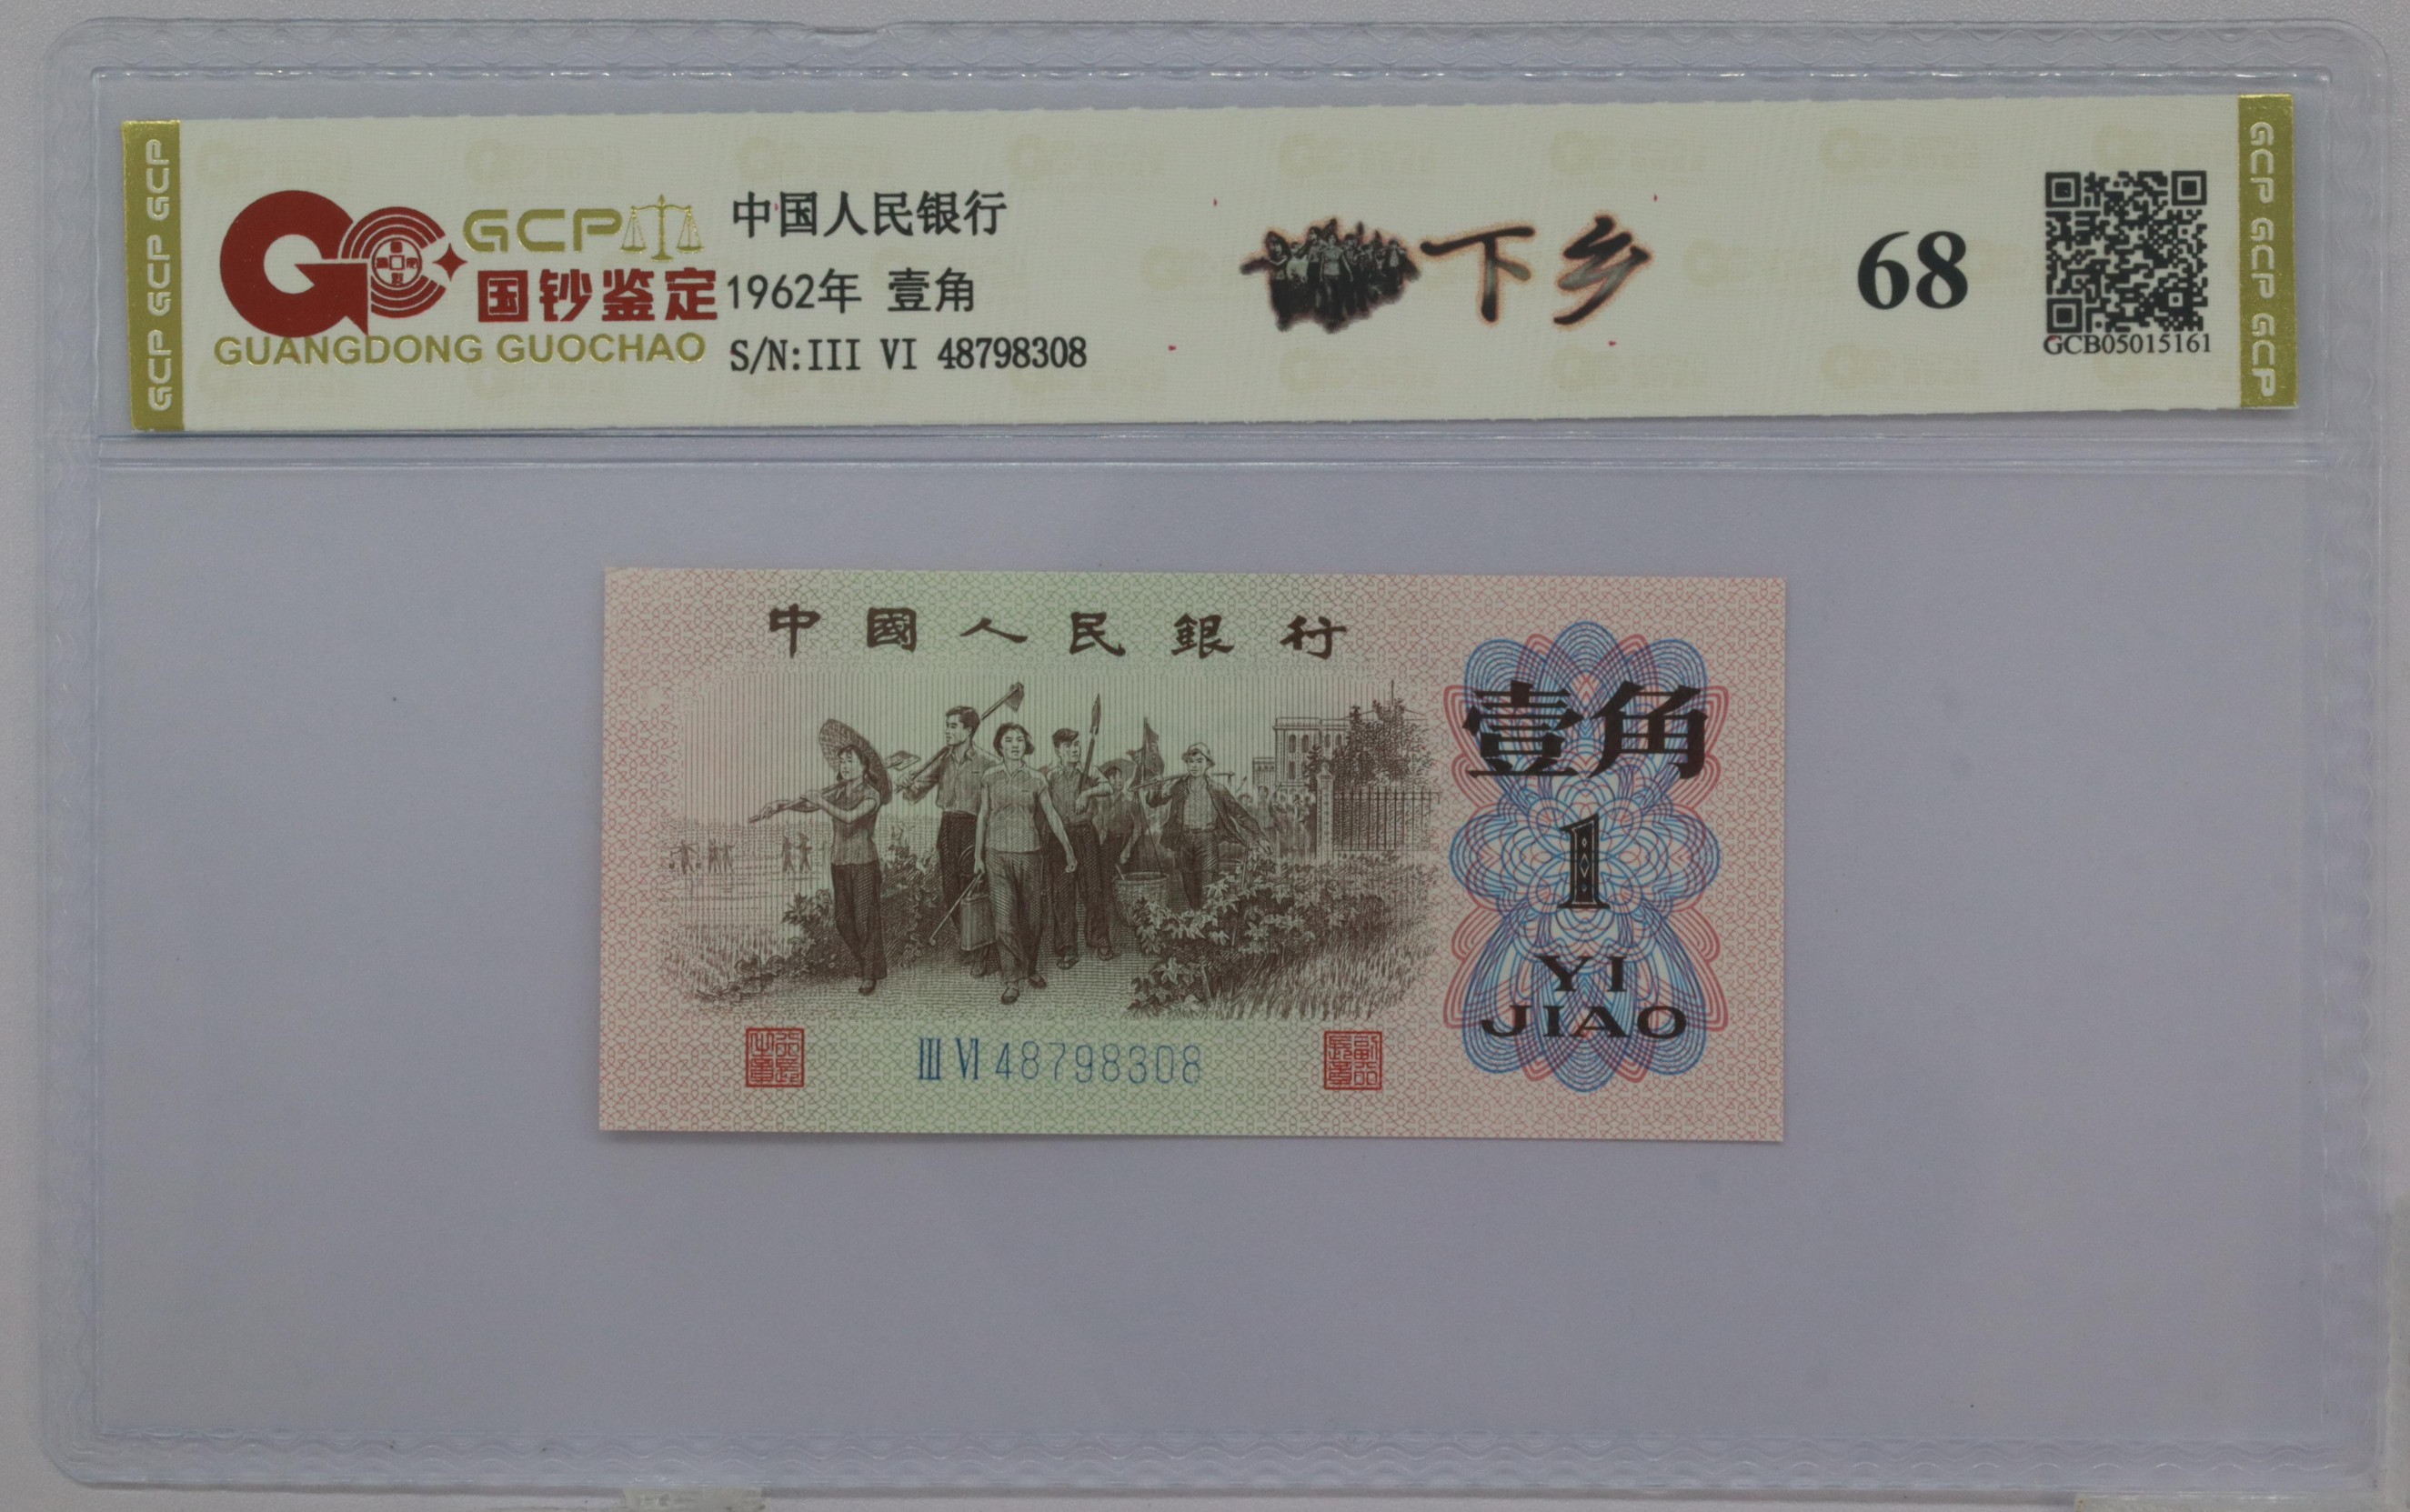 GCP GCP GCP
GCP
国钞鉴定
GUANGDONG GUOCHAO
中国人民银行
1962年 壹角
S/N:III VI 48798308
下乡
68
GCB05015161
GCP GCP GCP
中國人民銀行
壹角
1
YI
JIAO
III VI 48798308